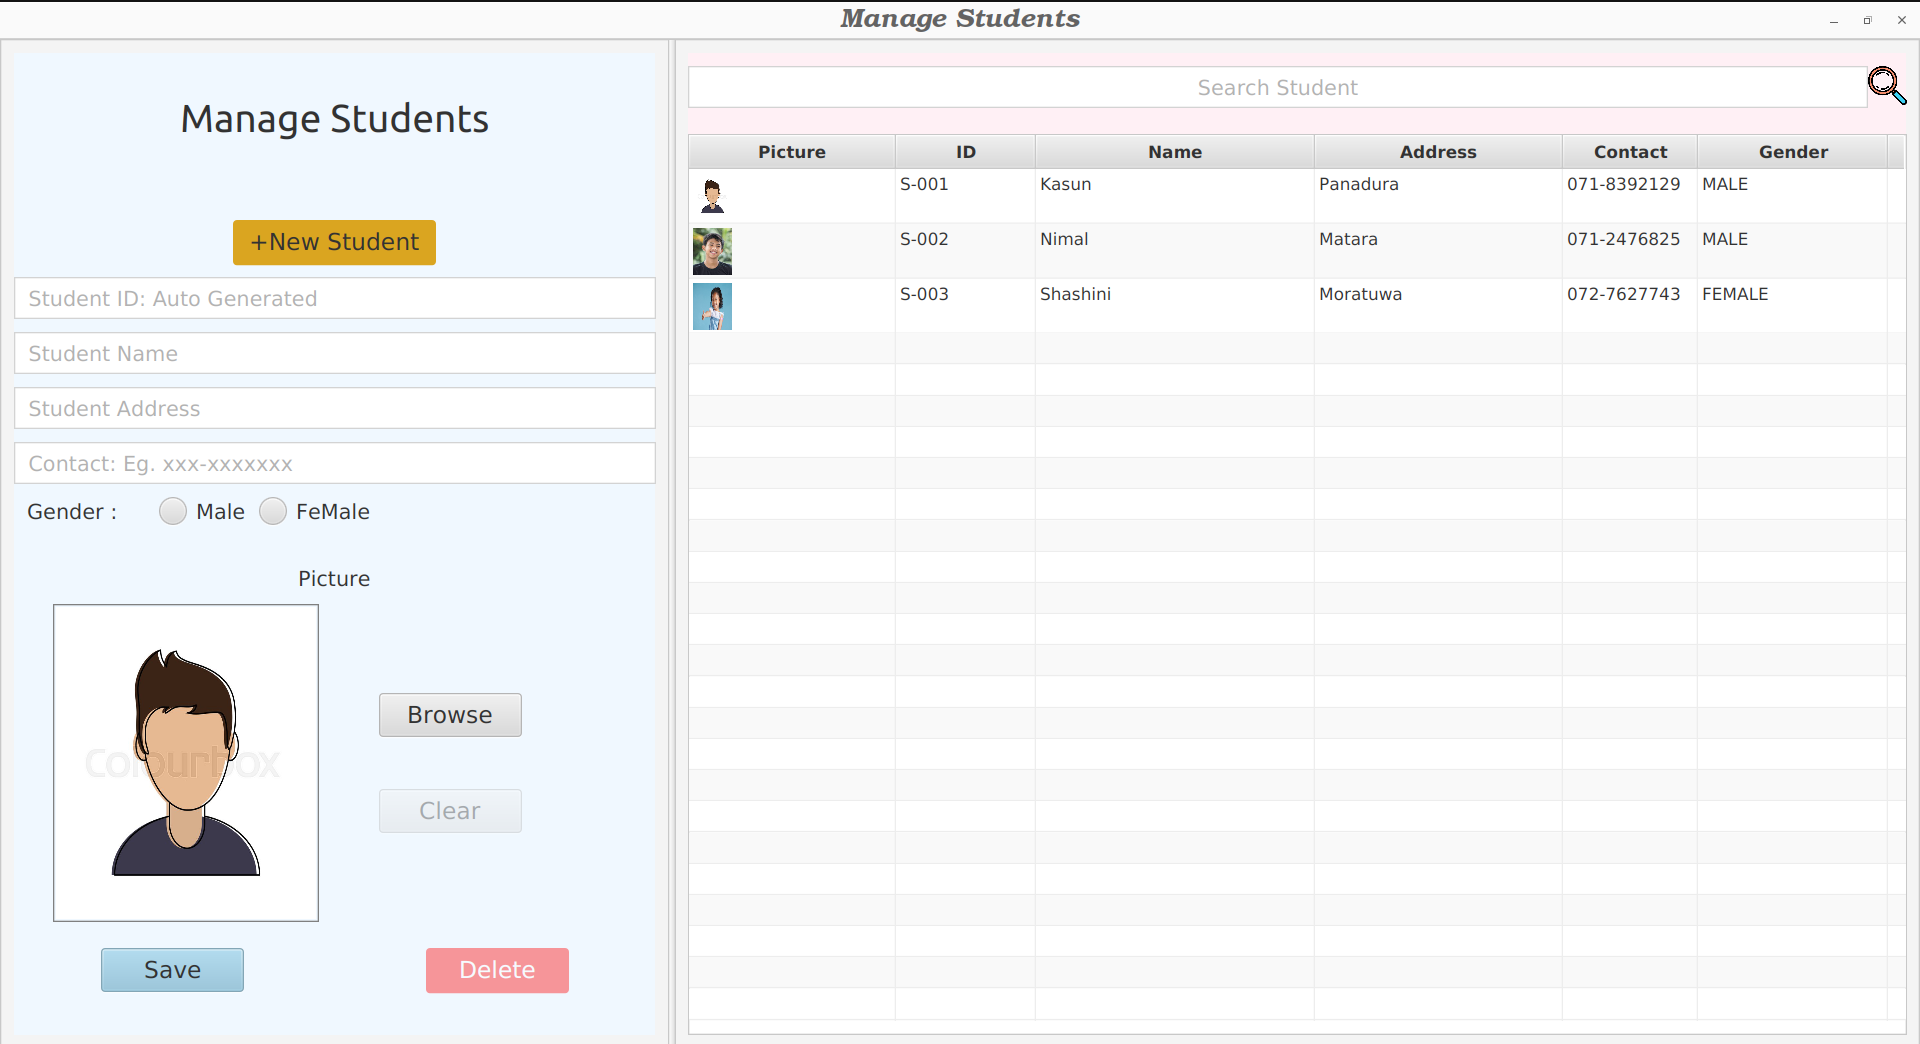 Manage Students
Manage Students
+New Student
Student ID: Auto Generated
Student Name
Student Address
Contact: Eg. xxx-xxxxxxx
Gender : Male FeMale
Picture
Colourbox
Browse
Clear
Save Delete
Search Student
Picture ID Name Address Contact Gender
S-001 Kasun Panadura 071-8392129 MALE
S-002 Nimal Matara 071-2476825 MALE
S-003 Shashini Moratuwa 072-7627743 FEMALE